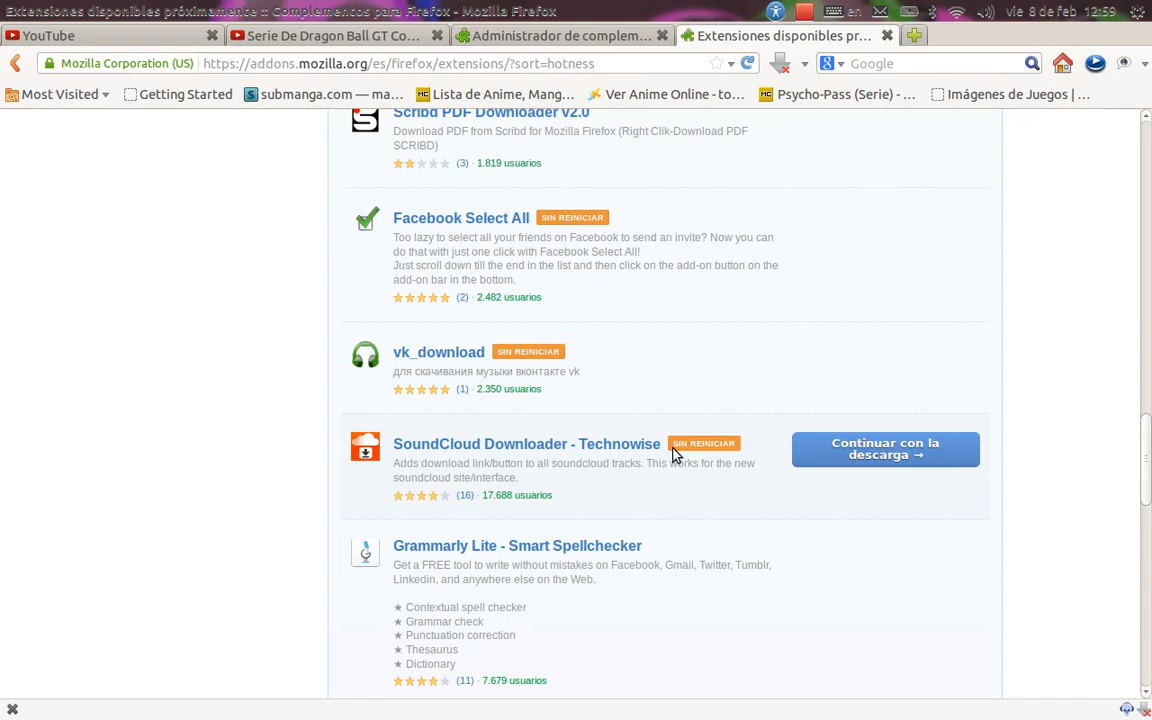 Extensiones disponibles próximamente :: Complementos para Firefox - Mozilla Firefox
en
vie 8 de feb 12:59
YouTube
Serie De Dragon Ball GT Co...
Administrador de complem...
Extensiones disponibles pr...
Mozilla Corporation (US)
https://addons.mozilla.org/es/firefox/extensions/?sort=hotness
Google
Most Visited
Getting Started
submanga.com — ma...
Lista de Anime, Mang...
Ver Anime Online - to...
Psycho-Pass (Serie) - ...
Imágenes de Juegos | ...
Scribd PDF Downloader v2.0
Download PDF from Scribd for Mozilla Firefox (Right Clik-Download PDF
SCRIBD)
(3) · 1.819 usuarios
Facebook Select All SIN REINICIAR
Too lazy to select all your friends on Facebook to send an invite? Now you can
do that with just one click with Facebook Select All!
Just scroll down till the end in the list and then click on the add-on button on the
add-on bar in the bottom.
(2) · 2.482 usuarios
vk_download SIN REINICIAR
для скачивания музыки вконтакте vk
(1) · 2.350 usuarios
SoundCloud Downloader - Technowise SIN REINICIAR
Adds download link/button to all soundcloud tracks. This works for the new
soundcloud site/interface.
(16) · 17.688 usuarios
Continuar con la
descarga →
Grammarly Lite - Smart Spellchecker
Get a FREE tool to write without mistakes on Facebook, Gmail, Twitter, Tumblr,
Linkedin, and anywhere else on the Web.
★ Contextual spell checker
★ Grammar check
★ Punctuation correction
★ Thesaurus
★ Dictionary
(11) · 7.679 usuarios